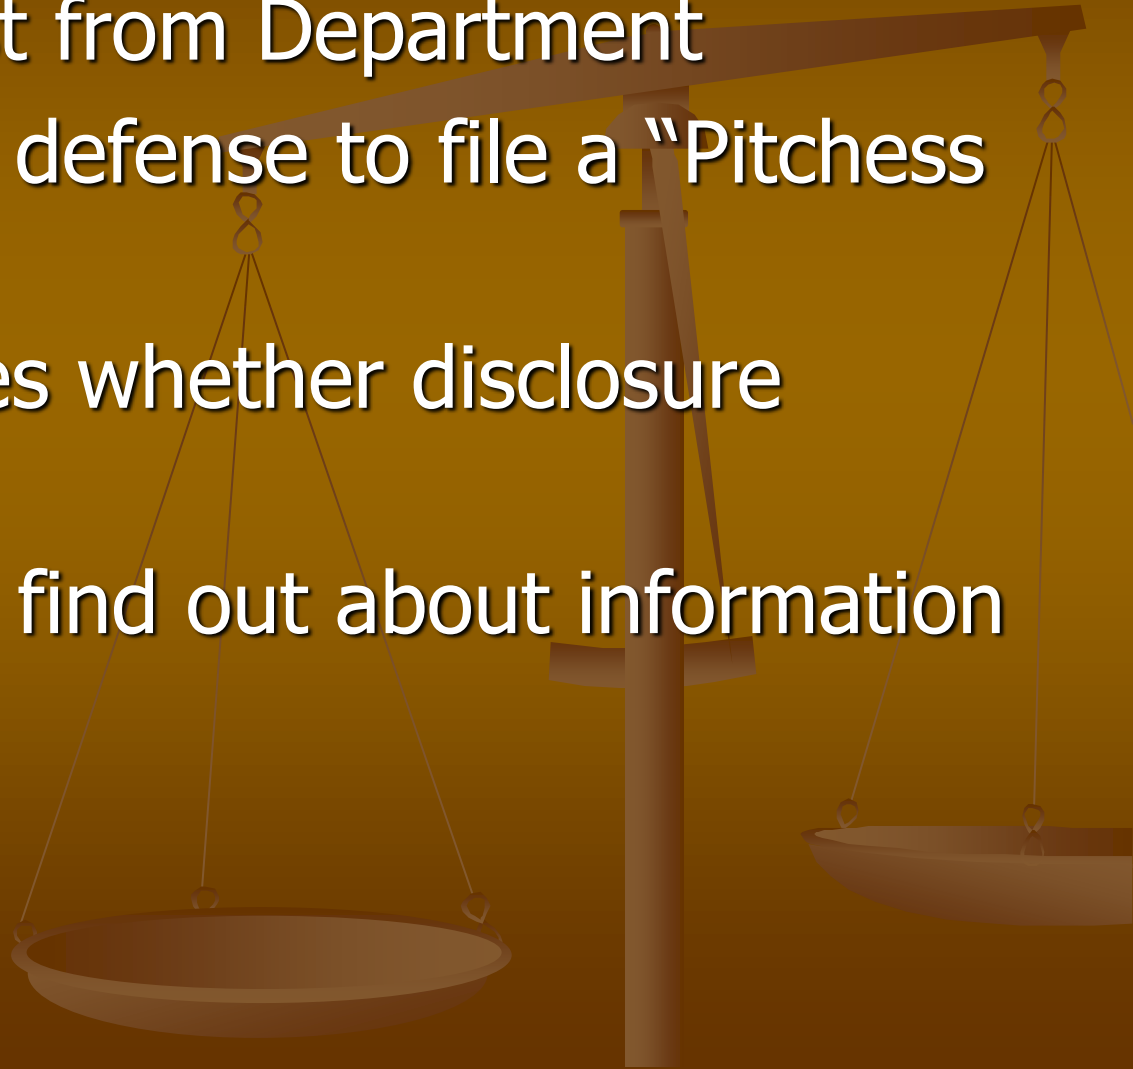 t from Department
defense to file a “Pitchess
es whether disclosure
find out about information